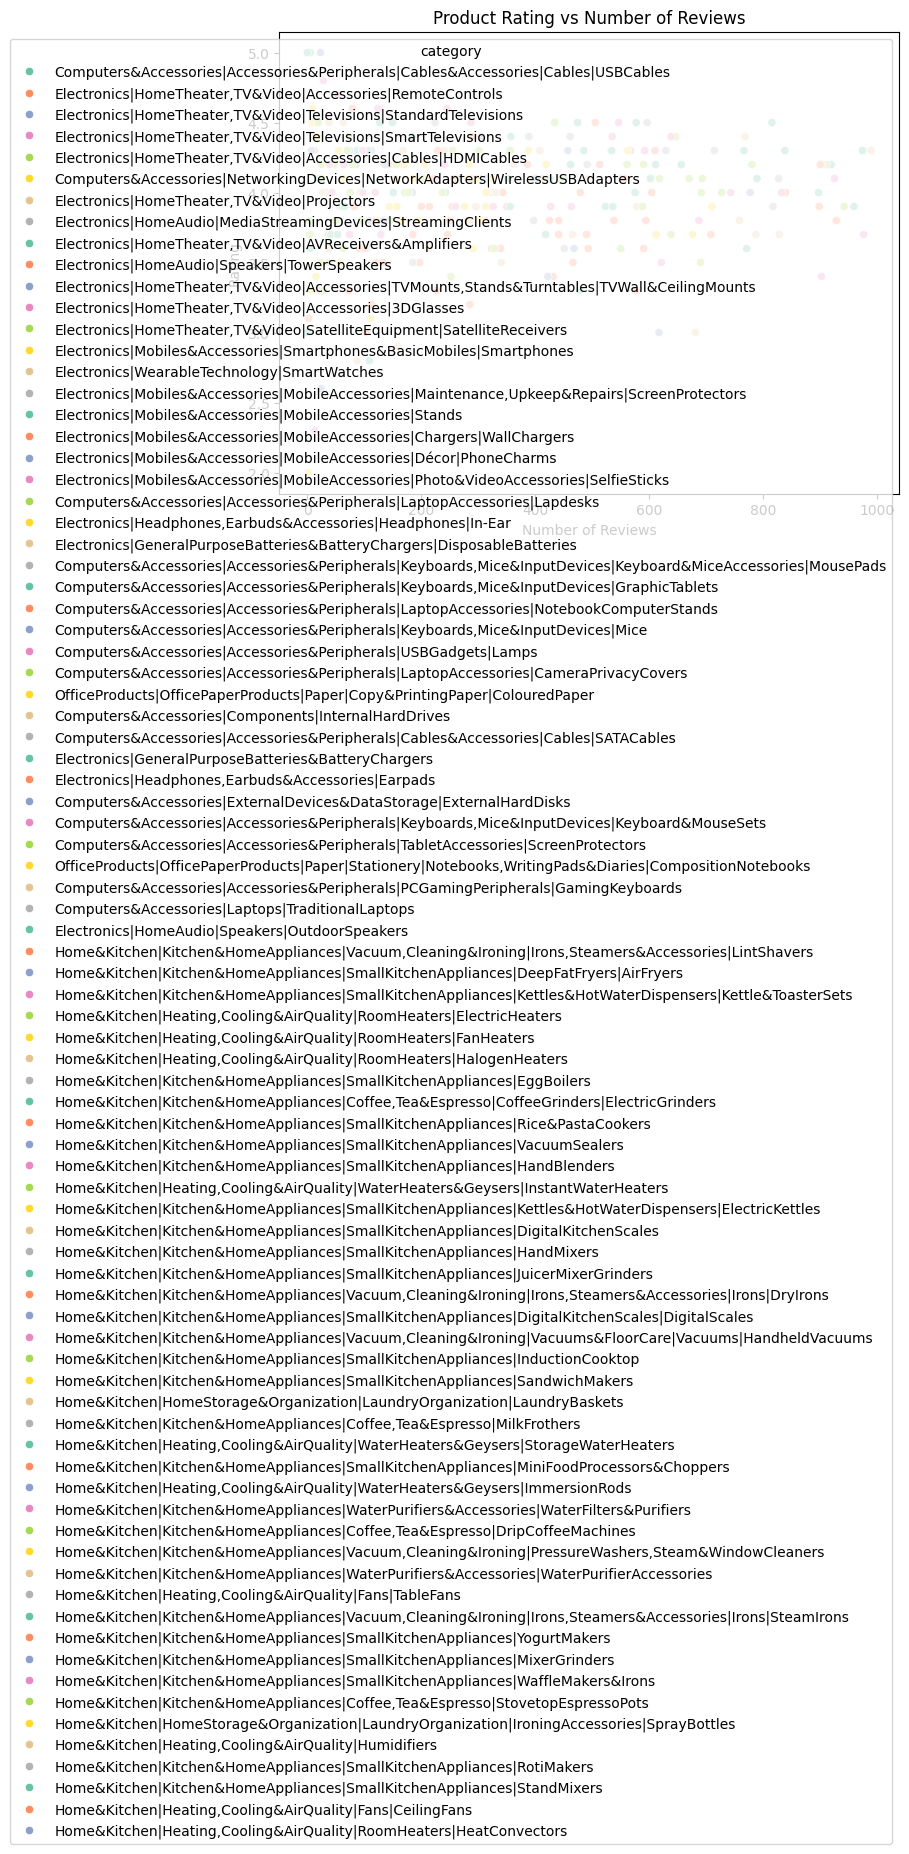 Product Rating vs Number of Reviews
category
Computers&Accessories|Accessories&Peripherals|Cables&Accessories|Cables|USBCables
Electronics|HomeTheater,TV&Video|Accessories|RemoteControls
Electronics|HomeTheater,TV&Video|Televisions|StandardTelevisions
Electronics|HomeTheater,TV&Video|Televisions|SmartTelevisions
Electronics|HomeTheater,TV&Video|Accessories|Cables|HDMICables
Computers&Accessories|NetworkingDevices|NetworkAdapters|WirelessUSBAdapters
Electronics|HomeTheater,TV&Video|Projectors
Electronics|HomeAudio|MediaStreamingDevices|StreamingClients
Electronics|HomeTheater,TV&Video|AVReceivers&Amplifiers
Electronics|HomeAudio|Speakers|TowerSpeakers
Electronics|HomeTheater,TV&Video|Accessories|TVMounts,Stands&Turntables|TVWall&CeilingMounts
Electronics|HomeTheater,TV&Video|Accessories|3DGlasses
Electronics|HomeTheater,TV&Video|SatelliteEquipment|SatelliteReceivers
Electronics|Mobiles&Accessories|Smartphones&BasicMobiles|Smartphones
Electronics|WearableTechnology|SmartWatches
Electronics|Mobiles&Accessories|MobileAccessories|Maintenance,Upkeep&Repairs|ScreenProtectors
Electronics|Mobiles&Accessories|MobileAccessories|Stands
Electronics|Mobiles&Accessories|MobileAccessories|Chargers|WallChargers
Electronics|Mobiles&Accessories|MobileAccessories|Décor|PhoneCharms
Electronics|Mobiles&Accessories|MobileAccessories|Photo&VideoAccessories|SelfieSticks
Computers&Accessories|Accessories&Peripherals|LaptopAccessories|Lapdesks
Electronics|Headphones,Earbuds&Accessories|Headphones|In-Ear
Electronics|GeneralPurposeBatteries&BatteryChargers|DisposableBatteries
Computers&Accessories|Accessories&Peripherals|Keyboards,Mice&InputDevices|Keyboard&MiceAccessories|MousePads
Computers&Accessories|Accessories&Peripherals|Keyboards,Mice&InputDevices|GraphicTablets
Computers&Accessories|Accessories&Peripherals|LaptopAccessories|NotebookComputerStands
Computers&Accessories|Accessories&Peripherals|Keyboards,Mice&InputDevices|Mice
Computers&Accessories|Accessories&Peripherals|USBGadgets|Lamps
Computers&Accessories|Accessories&Peripherals|LaptopAccessories|CameraPrivacyCovers
OfficeProducts|OfficePaperProducts|Paper|Copy&PrintingPaper|ColouredPaper
Computers&Accessories|Components|InternalHardDrives
Computers&Accessories|Accessories&Peripherals|Cables&Accessories|Cables|SATACables
Electronics|GeneralPurposeBatteries&BatteryChargers
Electronics|Headphones,Earbuds&Accessories|Earpads
Computers&Accessories|ExternalDevices&DataStorage|ExternalHardDisks
Computers&Accessories|Accessories&Peripherals|Keyboards,Mice&InputDevices|Keyboard&MouseSets
Computers&Accessories|Accessories&Peripherals|TabletAccessories|ScreenProtectors
OfficeProducts|OfficePaperProducts|Paper|Stationery|Notebooks,WritingPads&Diaries|CompositionNotebooks
Computers&Accessories|Accessories&Peripherals|PCGamingPeripherals|GamingKeyboards
Computers&Accessories|Laptops|TraditionalLaptops
Electronics|HomeAudio|Speakers|OutdoorSpeakers
Home&Kitchen|Kitchen&HomeAppliances|Vacuum,Cleaning&Ironing|Irons,Steamers&Accessories|LintShavers
Home&Kitchen|Kitchen&HomeAppliances|SmallKitchenAppliances|DeepFatFryers|AirFryers
Home&Kitchen|Kitchen&HomeAppliances|SmallKitchenAppliances|Kettles&HotWaterDispensers|Kettle&ToasterSets
Home&Kitchen|Heating,Cooling&AirQuality|RoomHeaters|ElectricHeaters
Home&Kitchen|Heating,Cooling&AirQuality|RoomHeaters|FanHeaters
Home&Kitchen|Heating,Cooling&AirQuality|RoomHeaters|HalogenHeaters
Home&Kitchen|Kitchen&HomeAppliances|SmallKitchenAppliances|EggBoilers
Home&Kitchen|Kitchen&HomeAppliances|Coffee,Tea&Espresso|CoffeeGrinders|ElectricGrinders
Home&Kitchen|Kitchen&HomeAppliances|SmallKitchenAppliances|Rice&PastaCookers
Home&Kitchen|Kitchen&HomeAppliances|SmallKitchenAppliances|VacuumSealers
Home&Kitchen|Kitchen&HomeAppliances|SmallKitchenAppliances|HandBlenders
Home&Kitchen|Heating,Cooling&AirQuality|WaterHeaters&Geysers|InstantWaterHeaters
Home&Kitchen|Kitchen&HomeAppliances|SmallKitchenAppliances|Kettles&HotWaterDispensers|ElectricKettles
Home&Kitchen|Kitchen&HomeAppliances|SmallKitchenAppliances|DigitalKitchenScales
Home&Kitchen|Kitchen&HomeAppliances|SmallKitchenAppliances|HandMixers
Home&Kitchen|Kitchen&HomeAppliances|SmallKitchenAppliances|JuicerMixerGrinders
Home&Kitchen|Kitchen&HomeAppliances|Vacuum,Cleaning&Ironing|Irons,Steamers&Accessories|Irons|DryIrons
Home&Kitchen|Kitchen&HomeAppliances|SmallKitchenAppliances|DigitalKitchenScales|DigitalScales
Home&Kitchen|Kitchen&HomeAppliances|Vacuum,Cleaning&Ironing|Vacuums&FloorCare|Vacuums|HandheldVacuums
Home&Kitchen|Kitchen&HomeAppliances|SmallKitchenAppliances|InductionCooktop
Home&Kitchen|Kitchen&HomeAppliances|SmallKitchenAppliances|SandwichMakers
Home&Kitchen|HomeStorage&Organization|LaundryOrganization|LaundryBaskets
Home&Kitchen|Kitchen&HomeAppliances|Coffee,Tea&Espresso|MilkFrothers
Home&Kitchen|Heating,Cooling&AirQuality|WaterHeaters&Geysers|StorageWaterHeaters
Home&Kitchen|Kitchen&HomeAppliances|SmallKitchenAppliances|MiniFoodProcessors&Choppers
Home&Kitchen|Heating,Cooling&AirQuality|WaterHeaters&Geysers|ImmersionRods
Home&Kitchen|Kitchen&HomeAppliances|WaterPurifiers&Accessories|WaterFilters&Purifiers
Home&Kitchen|Kitchen&HomeAppliances|Coffee,Tea&Espresso|DripCoffeeMachines
Home&Kitchen|Kitchen&HomeAppliances|Vacuum,Cleaning&Ironing|PressureWashers,Steam&WindowCleaners
Home&Kitchen|Kitchen&HomeAppliances|WaterPurifiers&Accessories|WaterPurifierAccessories
Home&Kitchen|Heating,Cooling&AirQuality|Fans|TableFans
Home&Kitchen|Kitchen&HomeAppliances|Vacuum,Cleaning&Ironing|Irons,Steamers&Accessories|Irons|SteamIrons
Home&Kitchen|Kitchen&HomeAppliances|SmallKitchenAppliances|YogurtMakers
Home&Kitchen|Kitchen&HomeAppliances|SmallKitchenAppliances|MixerGrinders
Home&Kitchen|Kitchen&HomeAppliances|SmallKitchenAppliances|WaffleMakers&Irons
Home&Kitchen|Kitchen&HomeAppliances|Coffee,Tea&Espresso|StovetopEspressoPots
Home&Kitchen|HomeStorage&Organization|LaundryOrganization|IroningAccessories|SprayBottles
Home&Kitchen|Heating,Cooling&AirQuality|Humidifiers
Home&Kitchen|Kitchen&HomeAppliances|SmallKitchenAppliances|RotiMakers
Home&Kitchen|Kitchen&HomeAppliances|SmallKitchenAppliances|StandMixers
Home&Kitchen|Heating,Cooling&AirQuality|Fans|CeilingFans
Home&Kitchen|Heating,Cooling&AirQuality|RoomHeaters|HeatConvectors
5.0
4.5
4.0
3.0
2.5
2.0
0
200
400
600
800
1000
Number of Reviews